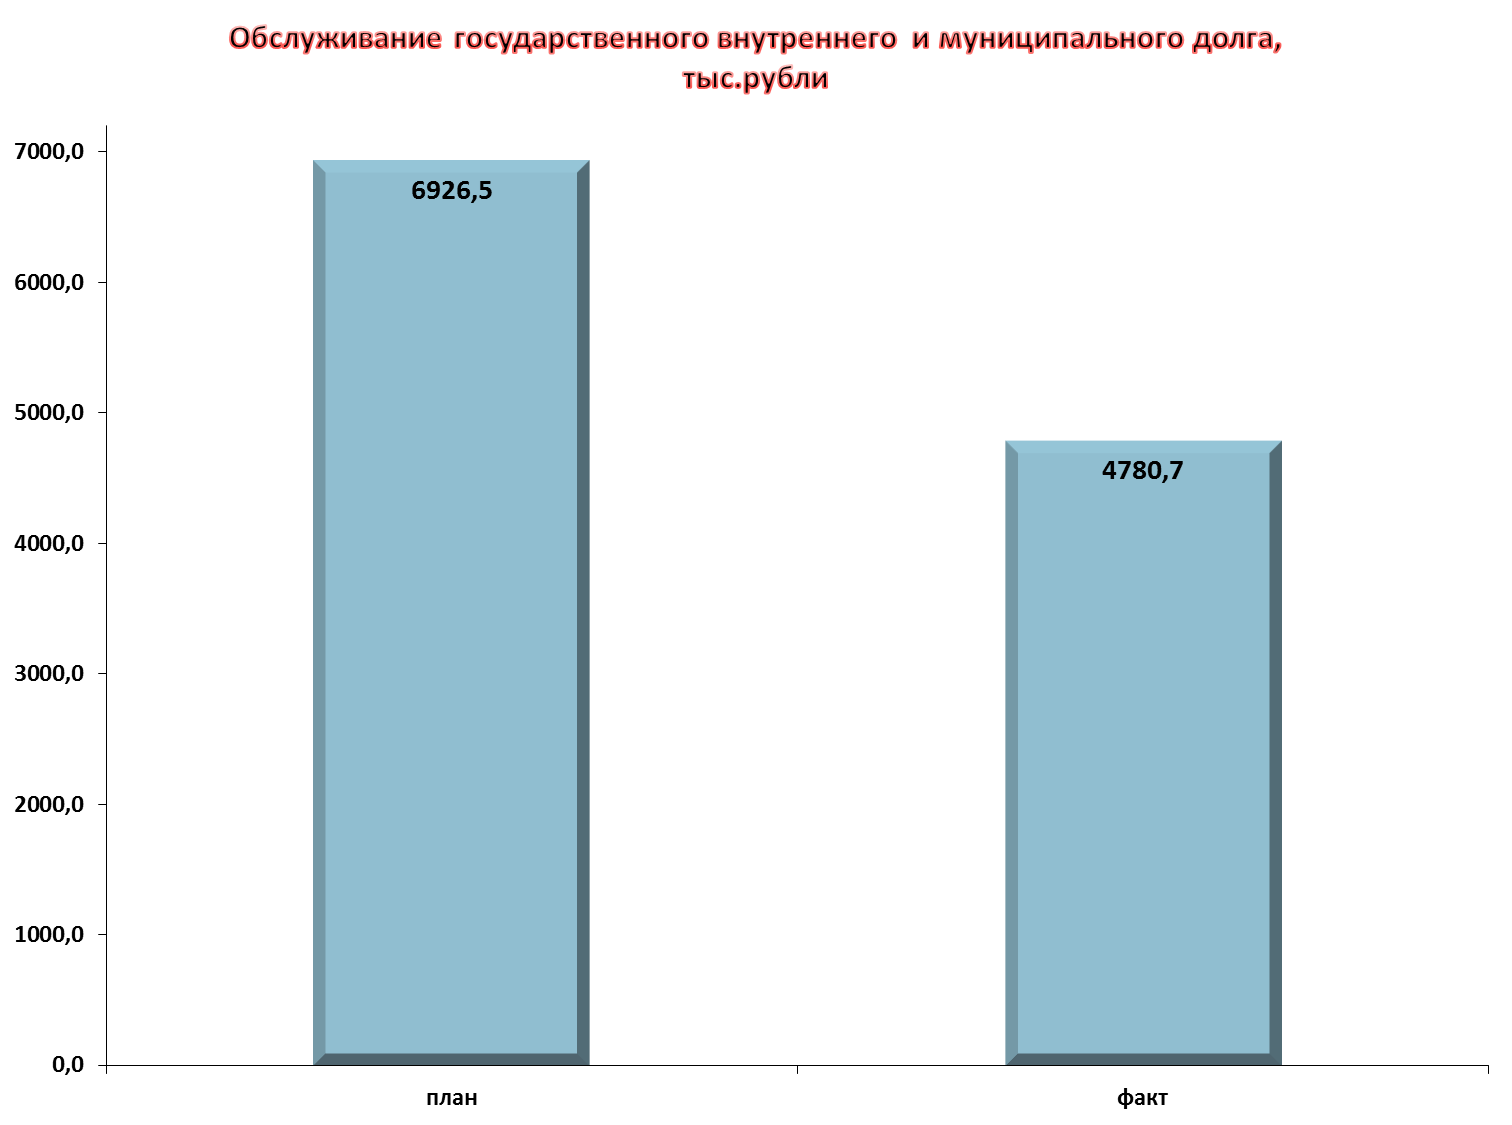 Обслуживание государственного внутреннего и муниципального долга,
тыс.рубли
7000,0
6926,5
6000,0
5000,0
4780,7
4000,0
3000,0
2000,0
1000,0
0,0
план
факт